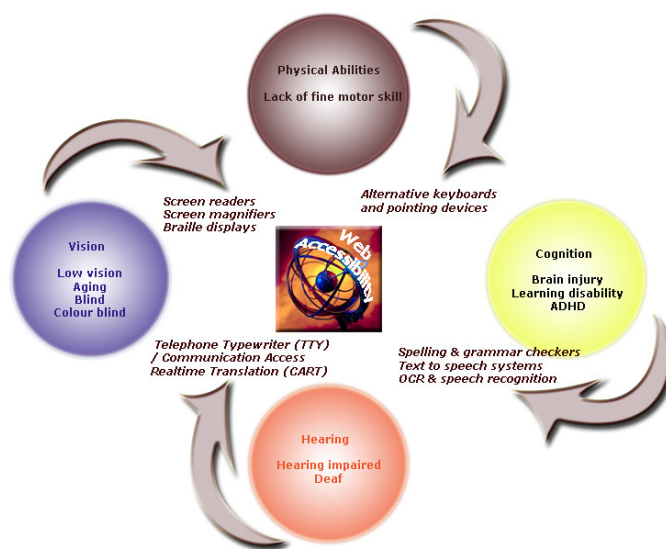 Physical Abilities
Lack of fine motor skill
Screen readers
Screen magnifiers
Braille displays
Alternative keyboards
and pointing devices
Vision
Low vision
Aging
Blind
Colour blind
Web
Accessibility
Cognition
Brain injury
Learning disability
ADHD
Telephone Typewriter (TTY)
/ Communication Access
Realtime Translation (CART)
Spelling & grammar checkers
Text to speech systems
OCR & speech recognition
Hearing
Hearing impaired
Deaf